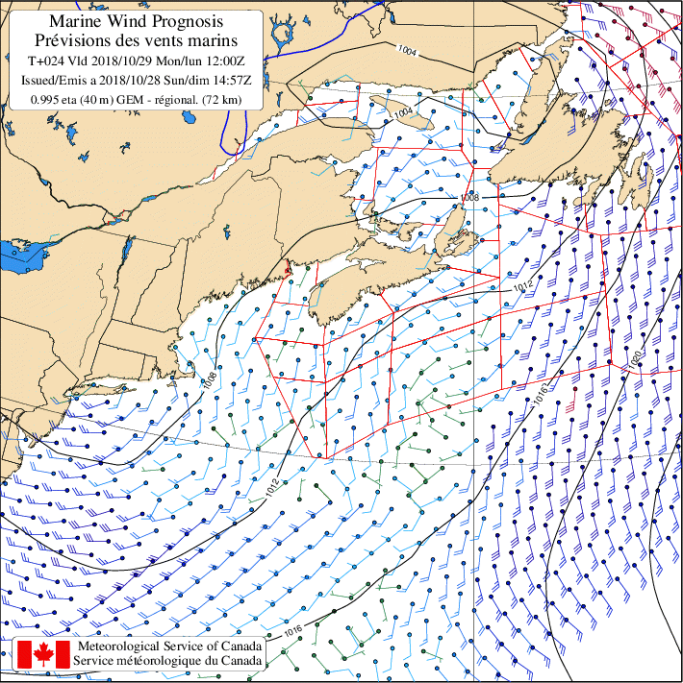 Marine Wind Prognosis
Prévisions des vents marins
T+024 Vld 2018/10/29 Mon/lun 12:00Z
Issued/Emis a 2018/10/28 Sun/dim 14:57Z
0.995 eta (40 m) GEM - régional. (72 km)
1004
1004
1008
1012
1020
1016
1008
1012
1016
Meteorological Service of Canada
Service météorologique du Canada